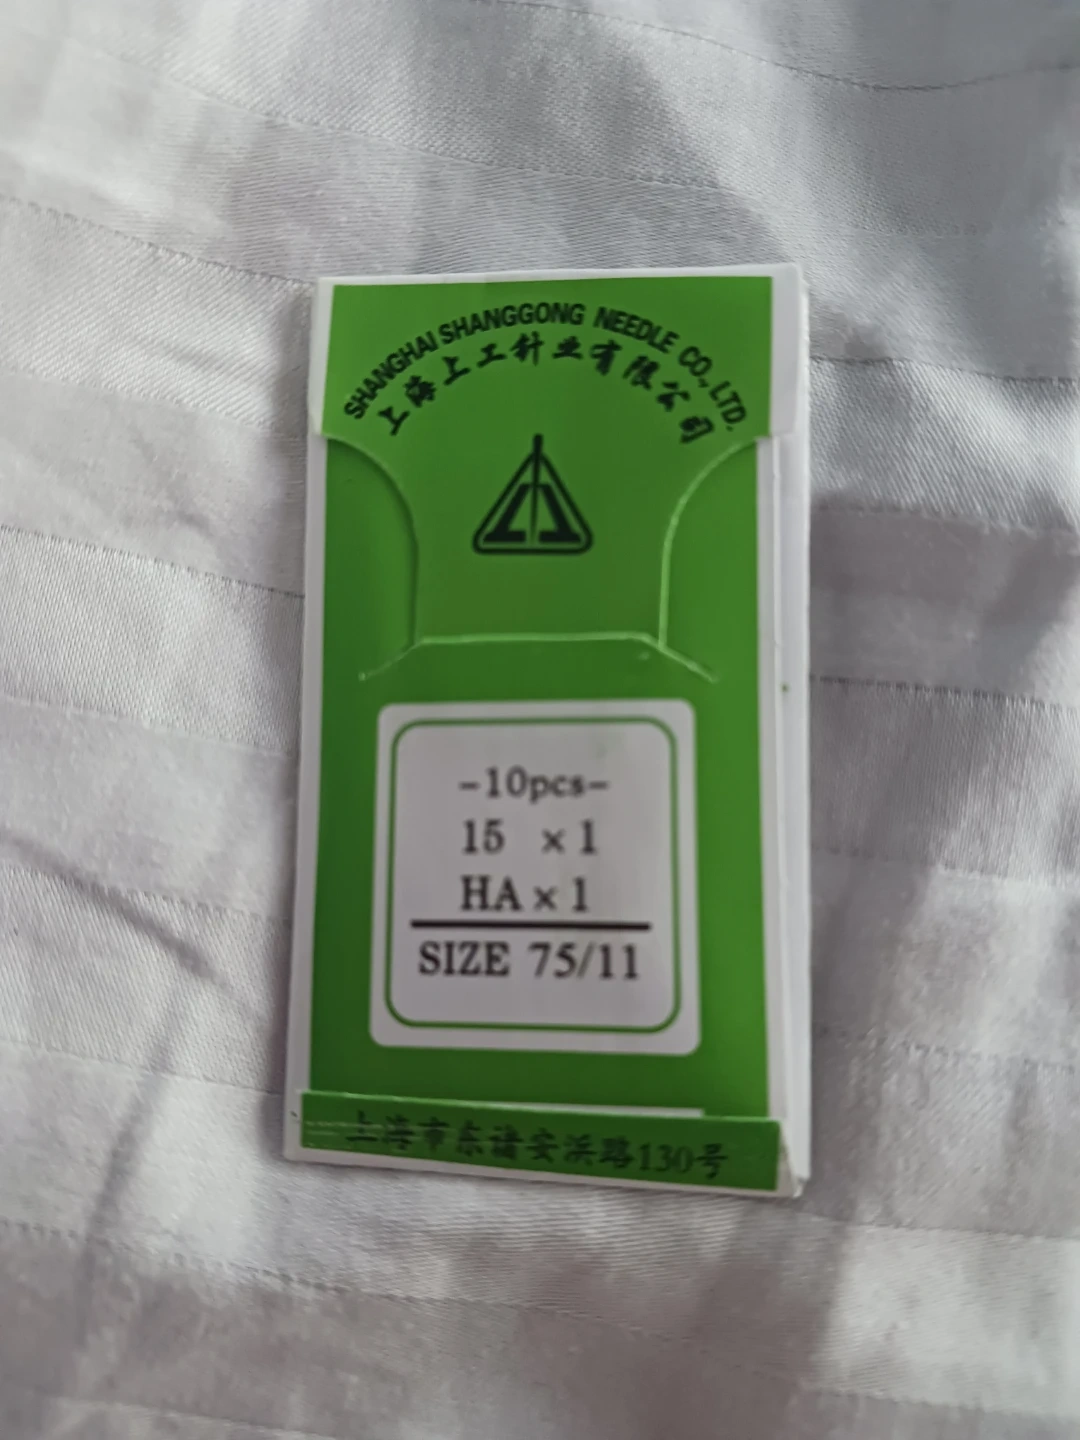 SHANGHAI SHANGGONG NEEDLE CO., LTD.
上海上工针业有限公司
-10pcs-
15 × 1
HA × 1
SIZE 75/11
上海市东诸安浜路130号